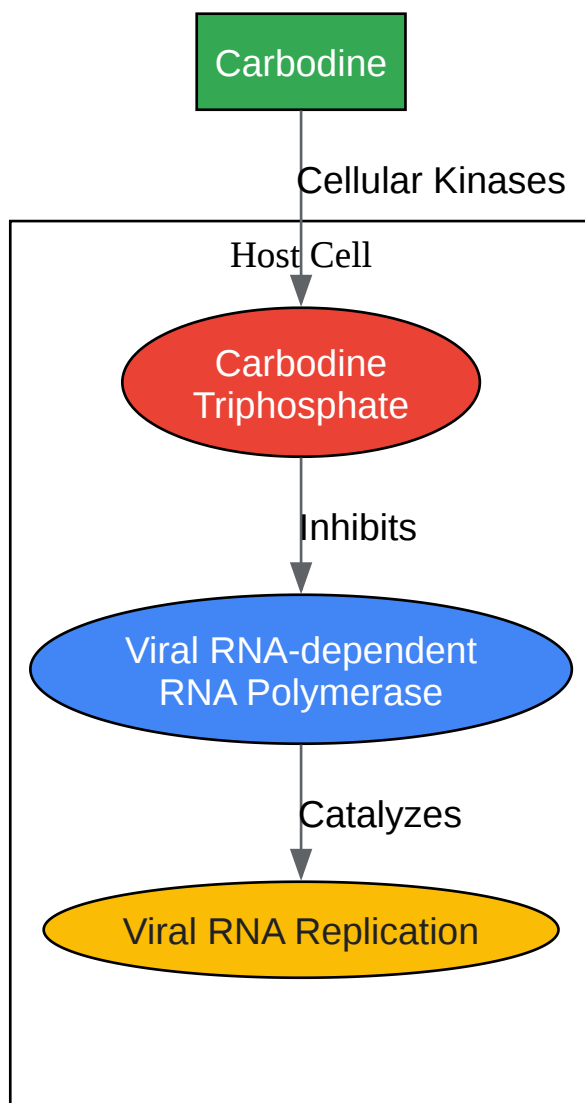 Carbodine
Cellular Kinases
Host Cell
Carbodine
Triphosphate
Inhibits
Viral RNA-dependent
RNA Polymerase
Catalyzes
Viral RNA Replication